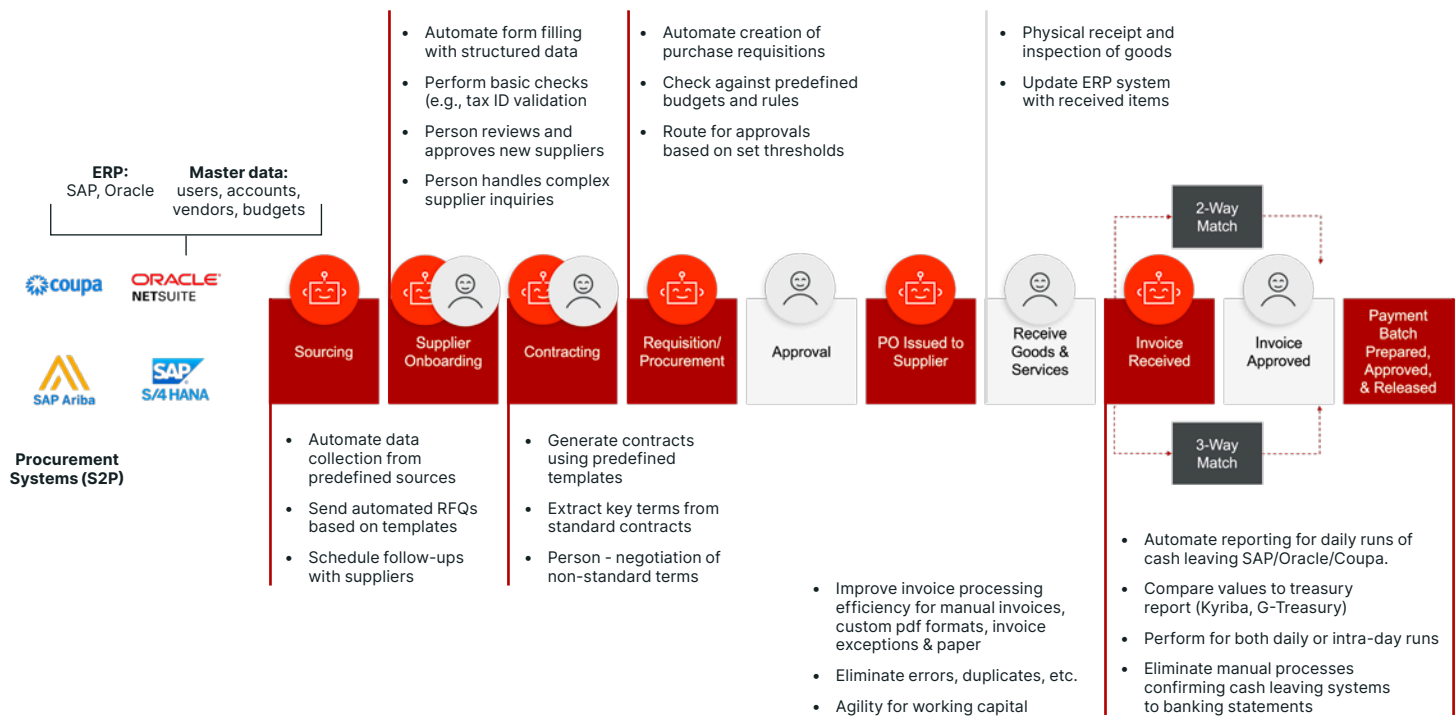 • Automate form filling
with structured data
• Perform basic checks
(e.g., tax ID validation
• Person reviews and
approves new suppliers
• Person handles complex
supplier inquiries
• Automate creation of
purchase requisitions
• Check against predefined
budgets and rules
• Route for approvals
based on set thresholds
• Physical receipt and
inspection of goods
• Update ERP system
with received items
ERP:
SAP, Oracle
Master data:
users, accounts,
vendors, budgets
coupa
ORACLE
NETSUITE
SAP Ariba
SAP
S/4 HANA
Procurement
Systems (S2P)
Sourcing
Supplier
Onboarding
Contracting
Requisition/
Procurement
Approval
PO Issued to
Supplier
Receive
Goods &
Services
2-Way
Match
Invoice
Received
Invoice
Approved
Payment
Batch
Prepared,
Approved,
& Released
3-Way
Match
• Automate data
collection from
predefined sources
• Send automated RFQs
based on templates
• Schedule follow-ups
with suppliers
• Generate contracts
using predefined
templates
• Extract key terms from
standard contracts
• Person - negotiation of
non-standard terms
• Improve invoice processing
efficiency for manual invoices,
custom pdf formats, invoice
exceptions & paper
• Eliminate errors, duplicates, etc.
• Agility for working capital
• Automate reporting for daily runs of
cash leaving SAP/Oracle/Coupa.
• Compare values to treasury
report (Kyriba, G-Treasury)
• Perform for both daily or intra-day runs
• Eliminate manual processes
confirming cash leaving systems
to banking statements